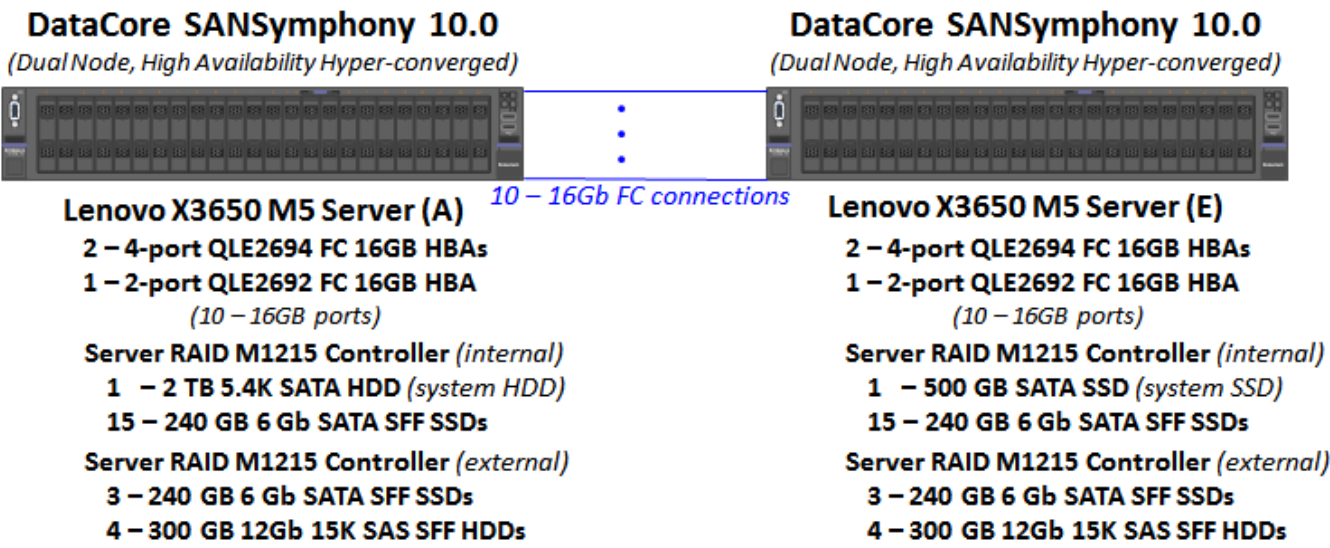 DataCore SANSymphony 10.0
(Dual Node, High Availability Hyper-converged)
Lenovo X3650 M5 Server (A)
2 – 4-port QLE2694 FC 16GB HBAs
1 – 2-port QLE2692 FC 16GB HBA
(10 – 16GB ports)
Server RAID M1215 Controller (internal)
1 – 2 TB 5.4K SATA HDD (system HDD)
15 – 240 GB 6 Gb SATA SFF SSDs
Server RAID M1215 Controller (external)
3 – 240 GB 6 Gb SATA SFF SSDs
4 – 300 GB 12Gb 15K SAS SFF HDDs
10 – 16Gb FC connections
DataCore SANSymphony 10.0
(Dual Node, High Availability Hyper-converged)
Lenovo X3650 M5 Server (E)
2 – 4-port QLE2694 FC 16GB HBAs
1 – 2-port QLE2692 FC 16GB HBA
(10 – 16GB ports)
Server RAID M1215 Controller (internal)
1 – 500 GB SATA SSD (system SSD)
15 – 240 GB 6 Gb SATA SFF SSDs
Server RAID M1215 Controller (external)
3 – 240 GB 6 Gb SATA SFF SSDs
4 – 300 GB 12Gb 15K SAS SFF HDDs